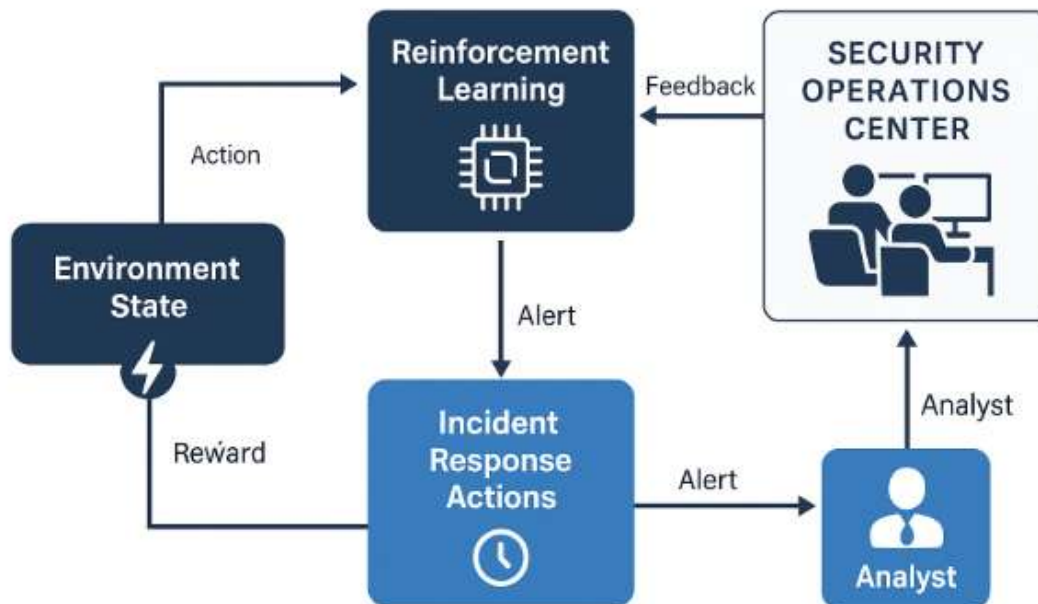 Reinforcement
Learning
SECURITY
OPERATIONS
CENTER
Feedback
Action
Environment
State
Alert
Reward
Incident
Response
Actions
Alert
Analyst
Analyst